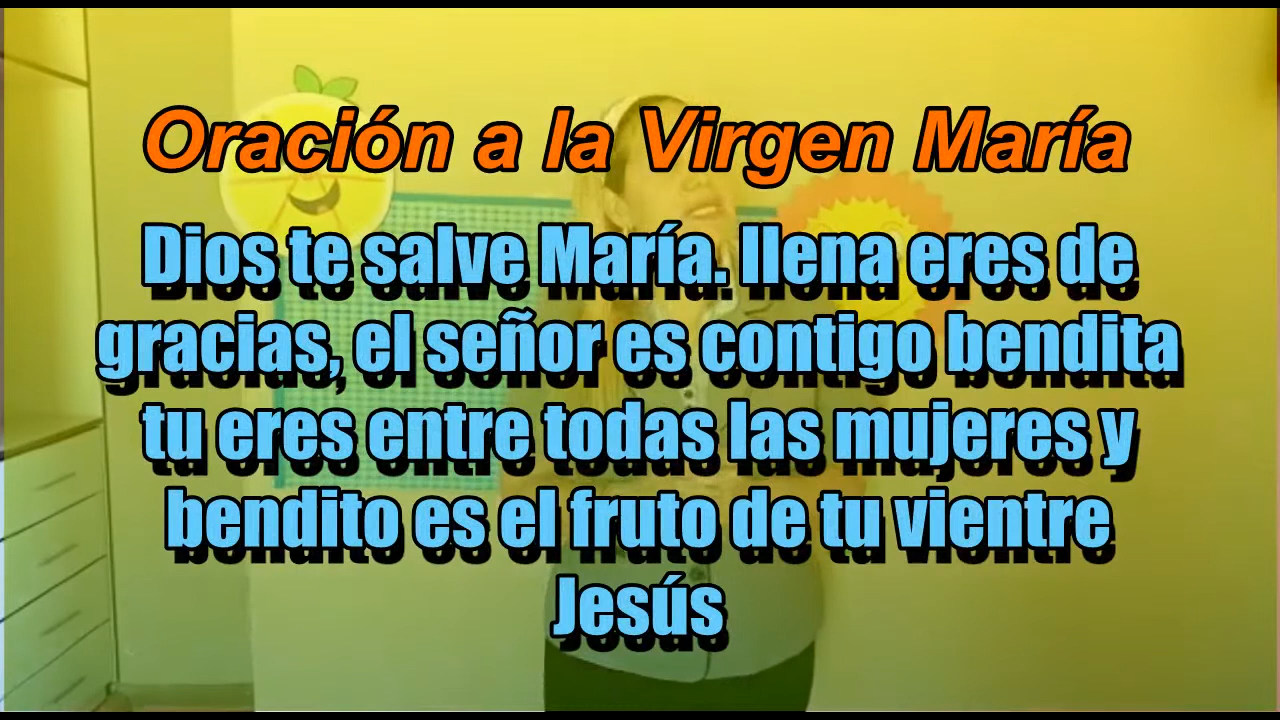 Oración a la Virgen María
Dios te salve María. llena eres de
gracias, el señor es contigo bendita
tu eres entre todas las mujeres y
bendito es el fruto de tu vientre
Jesús